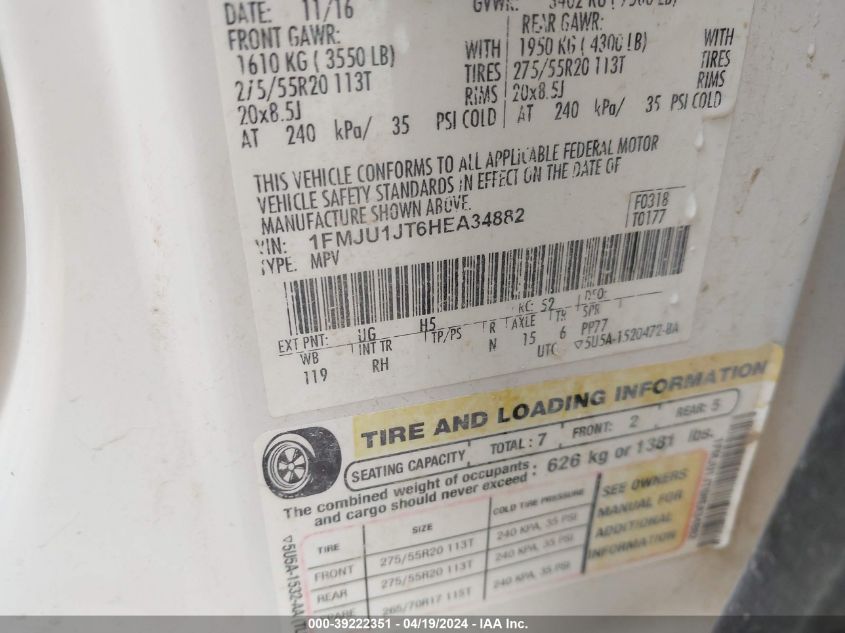 DATE: 11/16
GVWR:
FRONT GAWR:
REAR GAWR:
1610 KG ( 3550 LB)
WITH
1950 KG ( 4300 LB)
WITH
275/55R20 113T
TIRES
275/55R20 113T
TIRES
20x8.5J
RIMS
20x8.5J
RIMS
AT 240 kPa/ 35 PSI COLD
AT 240 kPa/ 35 PSI COLD
THIS VEHICLE CONFORMS TO ALL APPLICABLE FEDERAL MOTOR
VEHICLE SAFETY STANDARDS IN EFFECT ON THE DATE OF
MANUFACTURE SHOWN ABOVE.
F0318
VIN: 1FMJU1JT6HEA34882
T0177
TYPE: MPV
KC: 52 DSO:
EXT PNT: UG H5
WB INT TR TP/PS R AXLE TR SPR
119 RH N 15 6 PP77
UTC ▽5U5A-1520472-BA
TIRE AND LOADING INFORMATION
SEATING CAPACITY TOTAL: 7 FRONT: 2 REAR: 5
The combined weight of occupants
and cargo should never exceed : 626 kg or 1381 lbs.
TIRE SIZE COLD TIRE PRESSURE
FRONT 275/55R20 113T 240 KPA, 35 PSI
REAR 275/55R20 113T 240 KPA, 35 PSI
265/70R17 115T 240 KPA, 35 PSI
SEE OWNERS
MANUAL FOR
ADDITIONAL
INFORMATION
▽5U5A-1532-AA
000-39222351 - 04/19/2024 - IAA Inc.